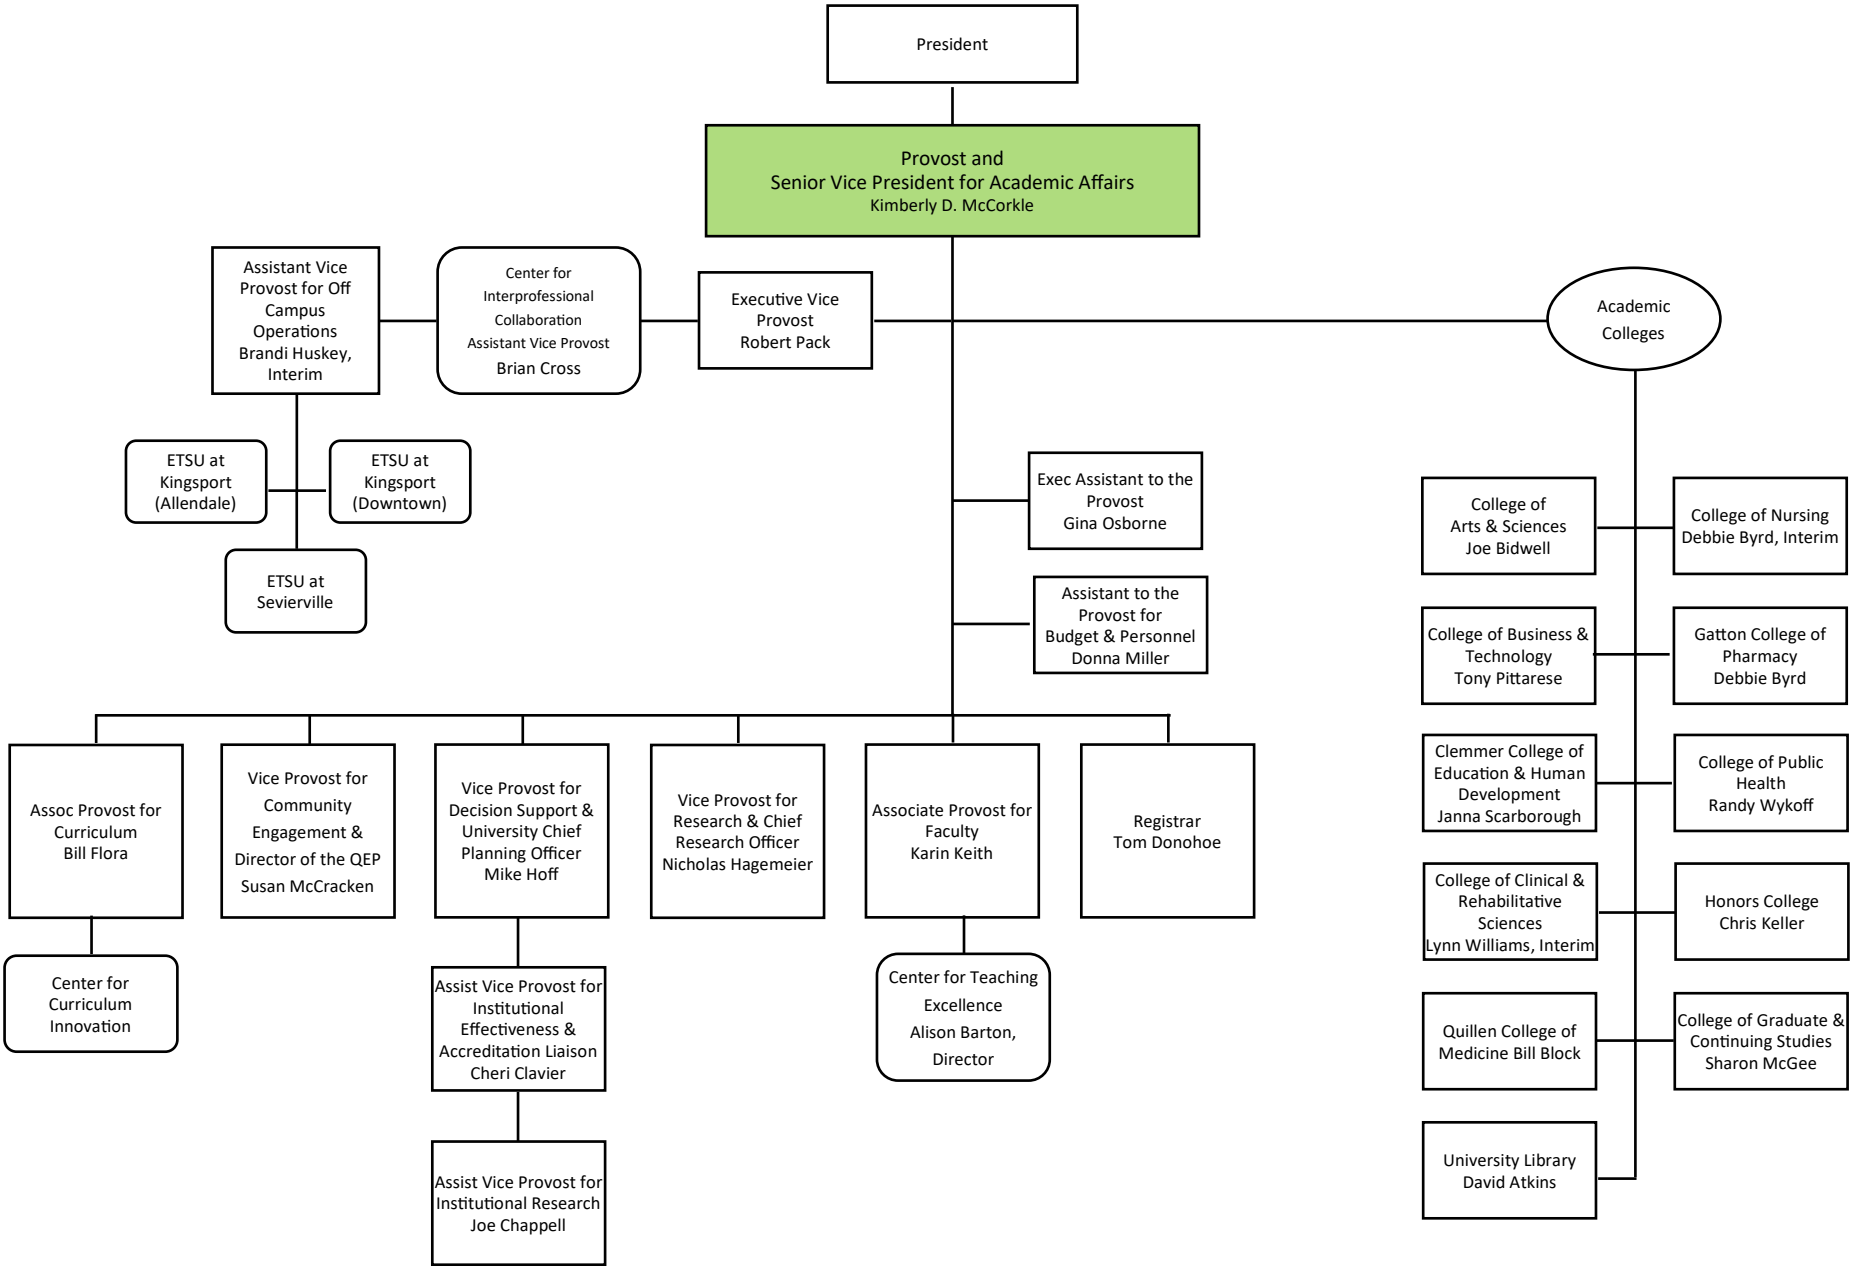 President
Provost and
Senior Vice President for Academic Affairs
Kimberly D. McCorkle
Assistant Vice
Provost for Off
Campus
Operations
Brandi Huskey,
Interim
Center for
Interprofessional
Collaboration
Assistant Vice Provost
Brian Cross
Executive Vice
Provost
Robert Pack
Academic
Colleges
ETSU at
Kingsport
(Allendale)
ETSU at
Kingsport
(Downtown)
ETSU at
Sevierville
Exec Assistant to the
Provost
Gina Osborne
Assistant to the
Provost for
Budget & Personnel
Donna Miller
College of
Arts & Sciences
Joe Bidwell
College of Nursing
Debbie Byrd, Interim
College of Business &
Technology
Tony Pittarese
Gatton College of
Pharmacy
Debbie Byrd
Clemmer College of
Education & Human
Development
Janna Scarborough
College of Public
Health
Randy Wykoff
College of Clinical &
Rehabilitative
Sciences
Lynn Williams, Interim
Honors College
Chris Keller
Quillen College of
Medicine Bill Block
College of Graduate &
Continuing Studies
Sharon McGee
University Library
David Atkins
Assoc Provost for
Curriculum
Bill Flora
Vice Provost for
Community
Engagement &
Director of the QEP
Susan McCracken
Vice Provost for
Decision Support &
University Chief
Planning Officer
Mike Hoff
Vice Provost for
Research & Chief
Research Officer
Nicholas Hagemeier
Associate Provost for
Faculty
Karin Keith
Registrar
Tom Donohoe
Center for
Curriculum
Innovation
Assist Vice Provost for
Institutional
Effectiveness &
Accreditation Liaison
Cheri Clavier
Center for Teaching
Excellence
Alison Barton,
Director
Assist Vice Provost for
Institutional Research
Joe Chappell